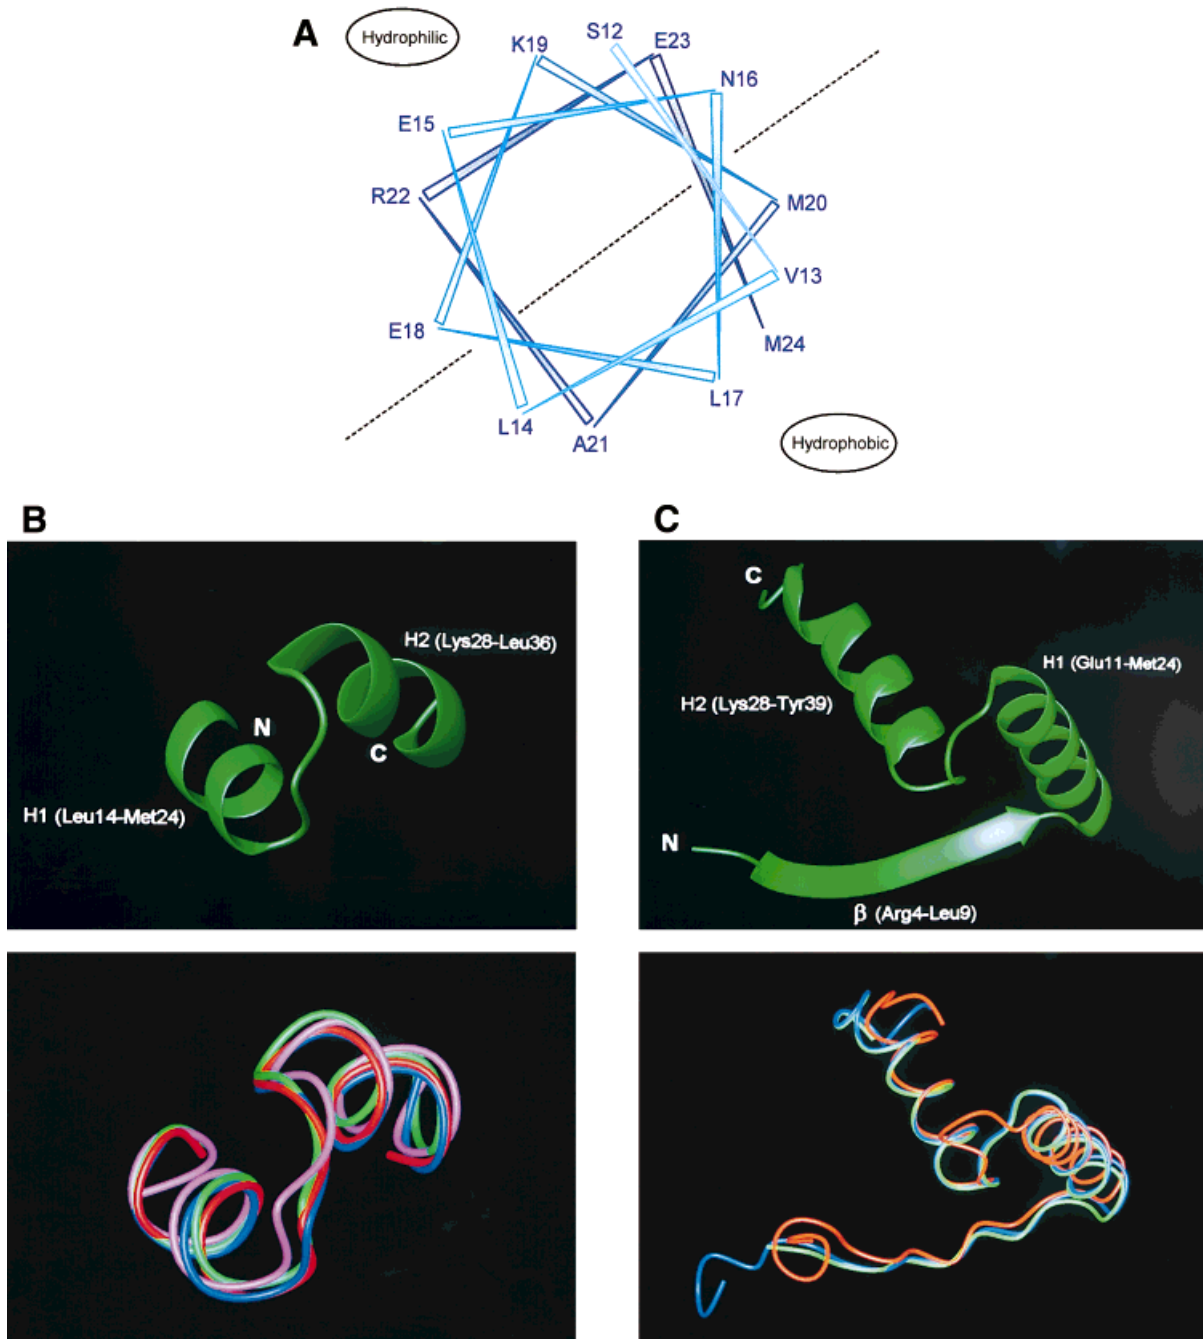 A
Hydrophilic
K19
S12
E23
N16
E15
R22
M20
V13
E18
M24
L17
L14
A21
Hydrophobic
B
C
H2 (Lys28-Leu36)
N
C
H1 (Leu14-Met24)
C
H1 (Glu11-Met24)
H2 (Lys28-Tyr39)
N
β (Arg4-Leu9)